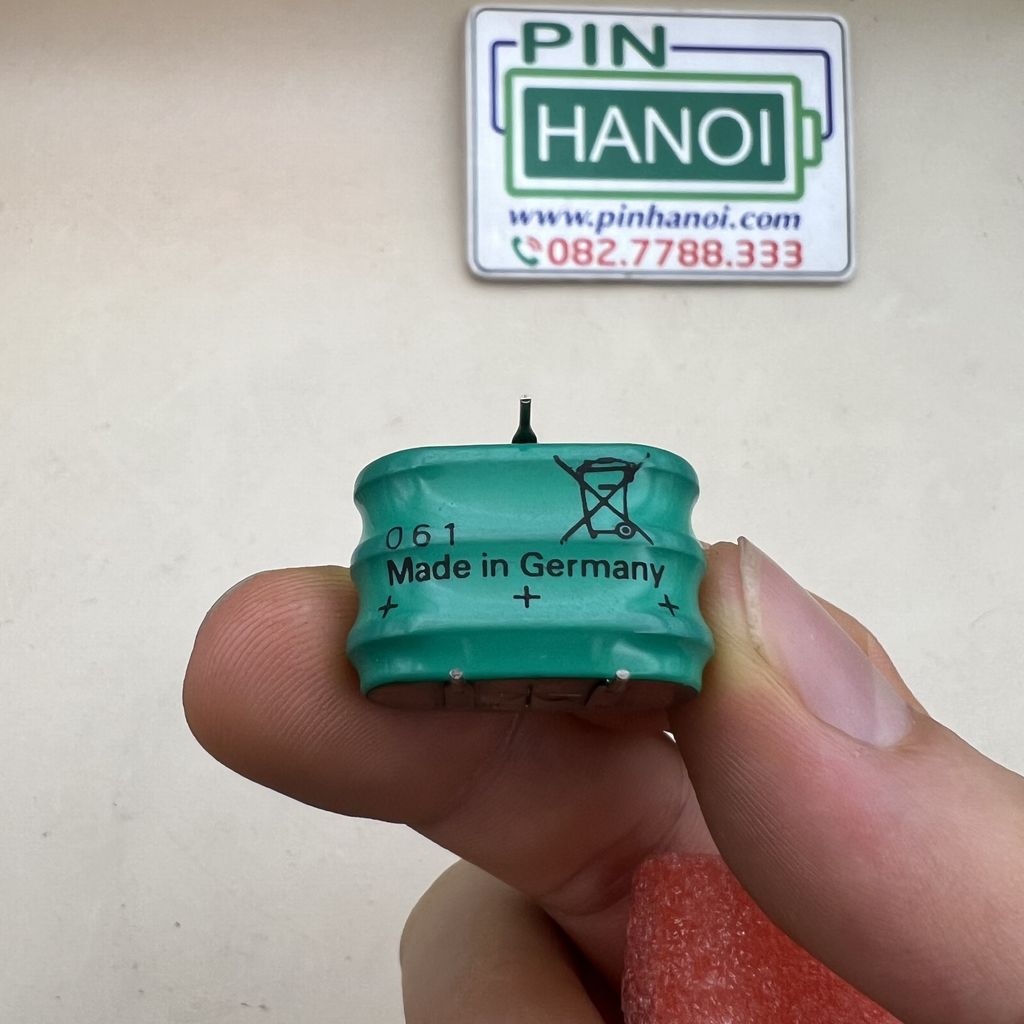 PIN
HANOI
www.pinhanoi.com
082.7788.333
061
Made in Germany
+ + +